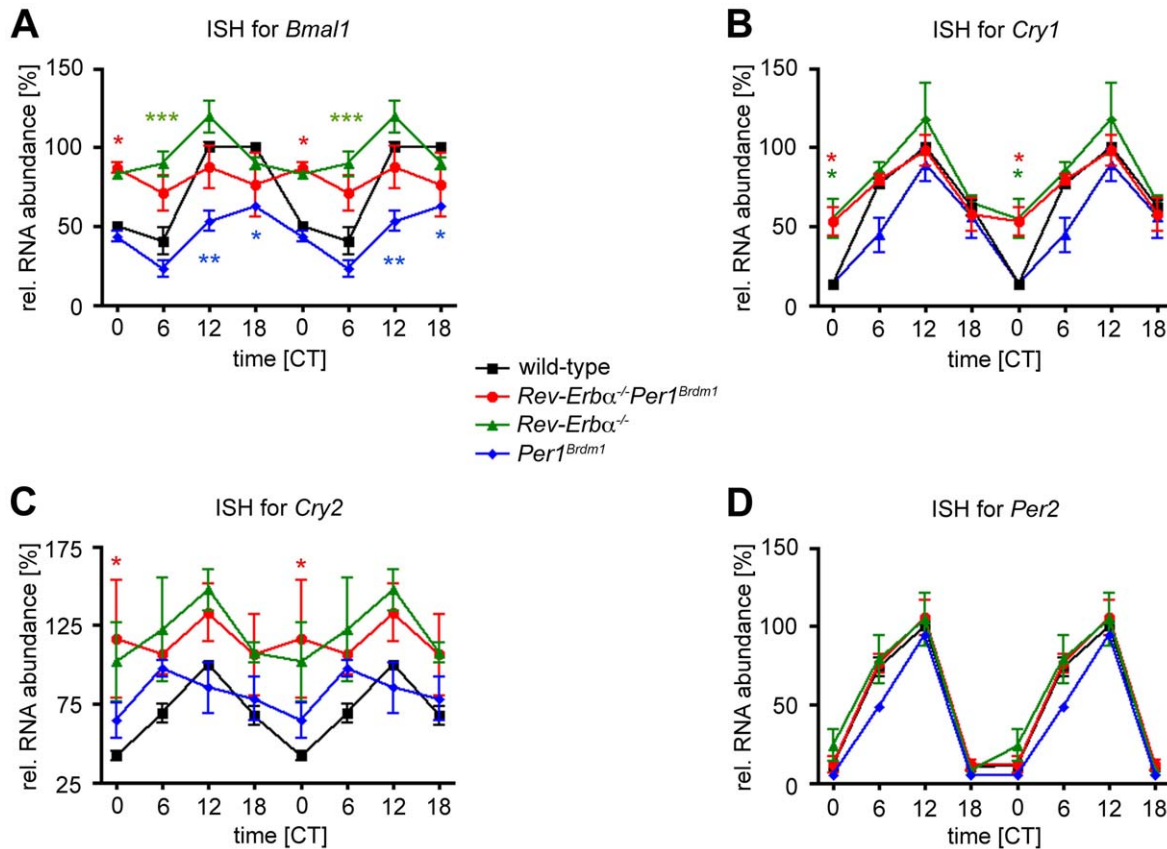 A
ISH for Bmal1
rel. RNA abundance [%]
150
100
50
0
*
***
*
***
**
*
**
*
0 6 12 18 0 6 12 18
time [CT]
B
ISH for Cry1
rel. RNA abundance [%]
150
100
50
0
*
*
*
*
0 6 12 18 0 6 12 18
time [CT]
wild-type
Rev-Erbα-/-Per1Brdm1
Rev-Erbα-/-
Per1Brdm1
C
ISH for Cry2
rel. RNA abundance [%]
175
125
75
25
*
*
0 6 12 18 0 6 12 18
time [CT]
D
ISH for Per2
rel. RNA abundance [%]
150
100
50
0
0 6 12 18 0 6 12 18
time [CT]